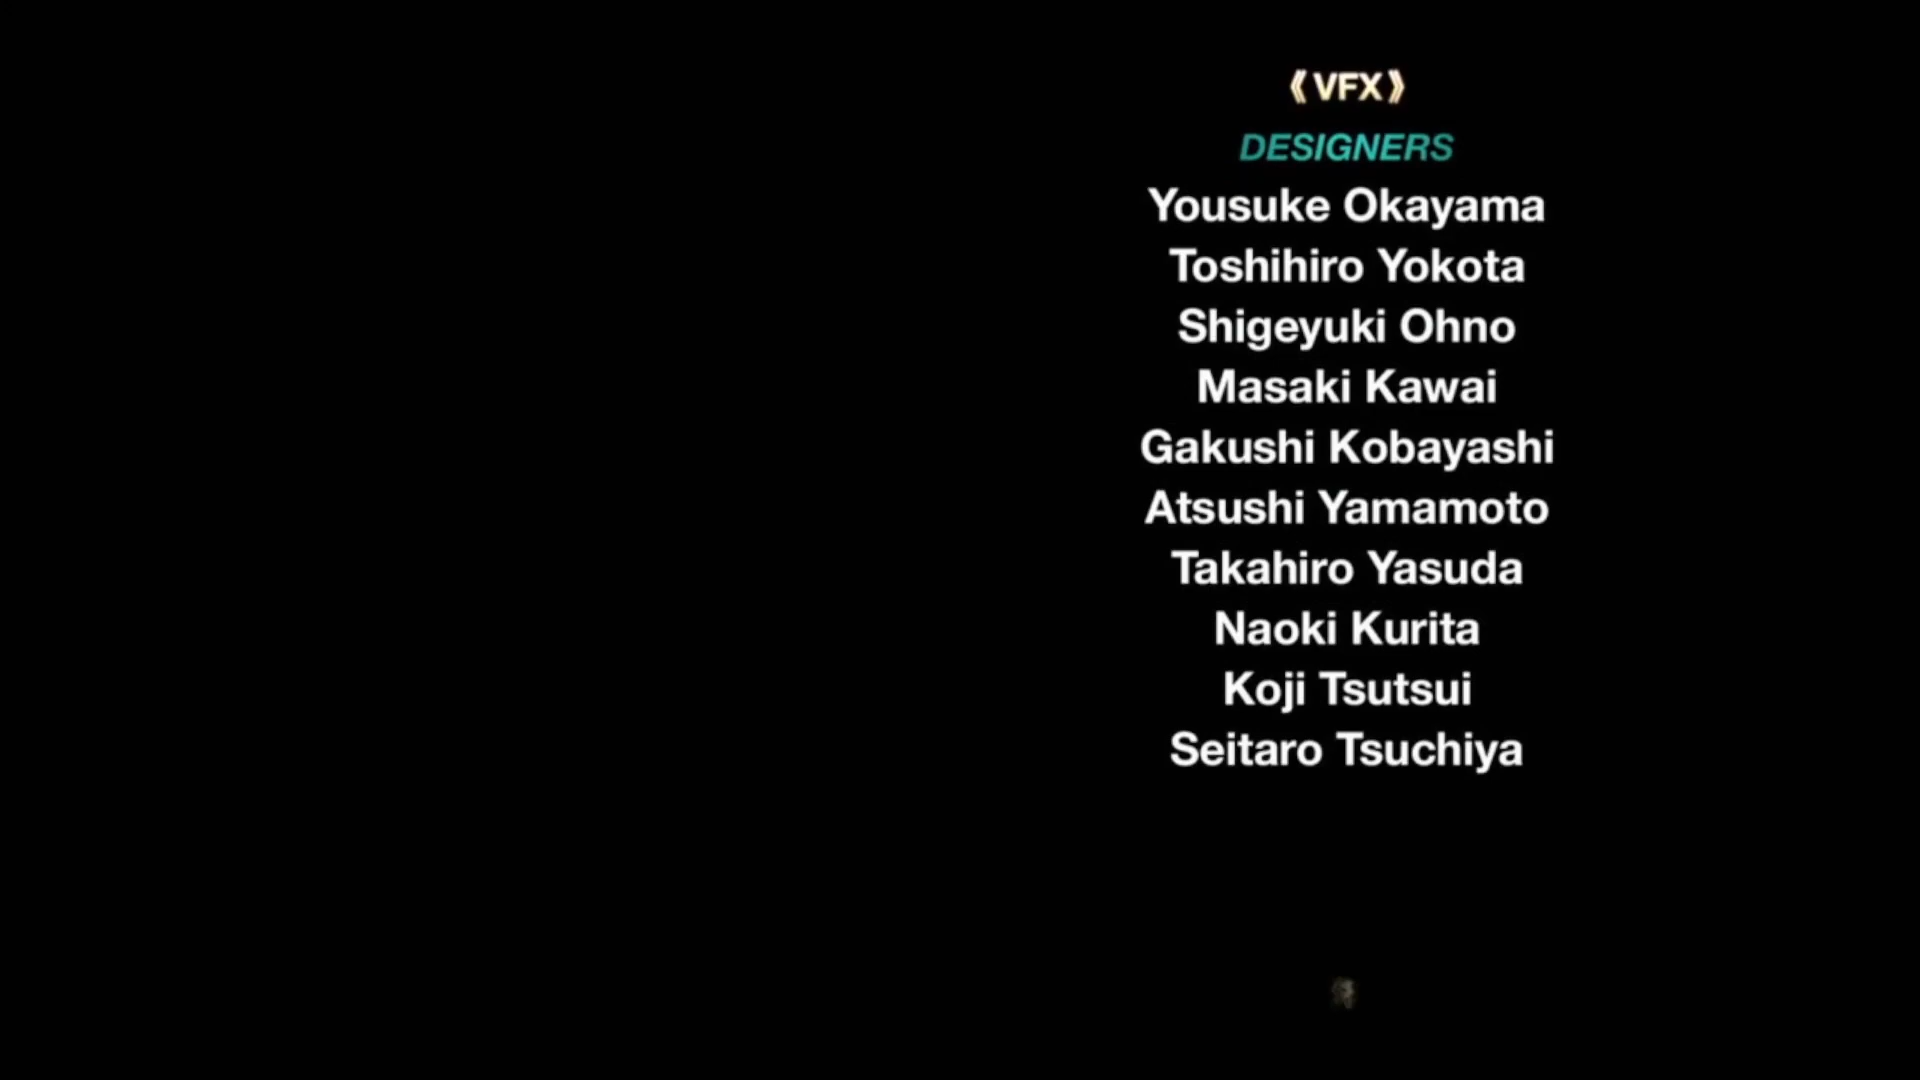 《VFX》
DESIGNERS
Yousuke Okayama
Toshihiro Yokota
Shigeyuki Ohno
Masaki Kawai
Gakushi Kobayashi
Atsushi Yamamoto
Takahiro Yasuda
Naoki Kurita
Koji Tsutsui
Seitaro Tsuchiya